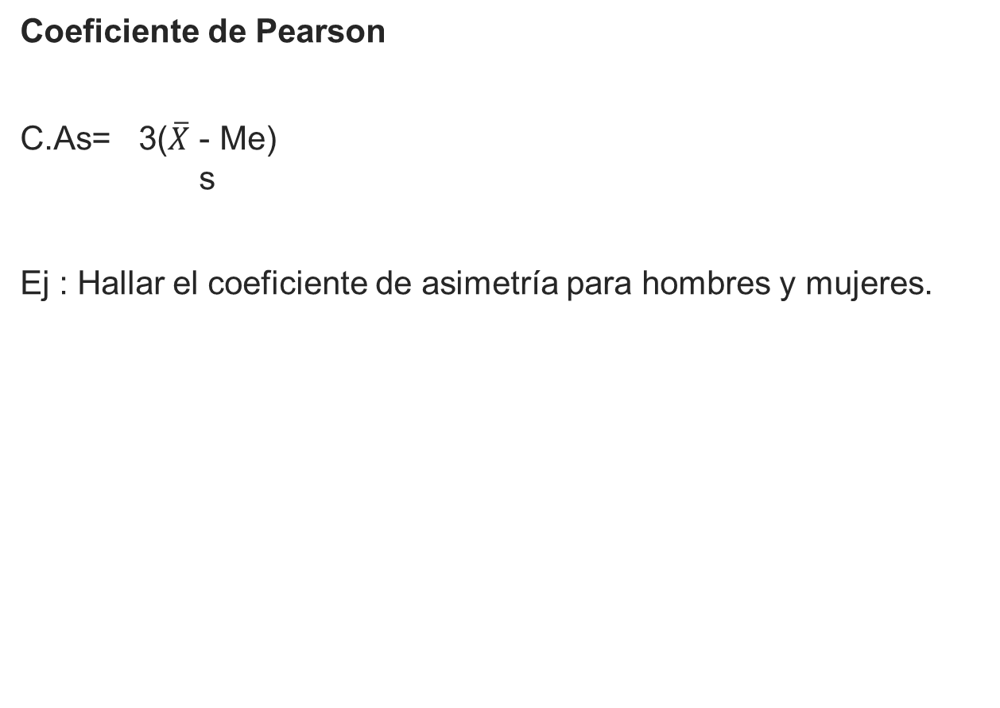 Coeficiente de Pearson
C.As= 3(X̅ - Me)
s
Ej : Hallar el coeficiente de asimetría para hombres y mujeres.